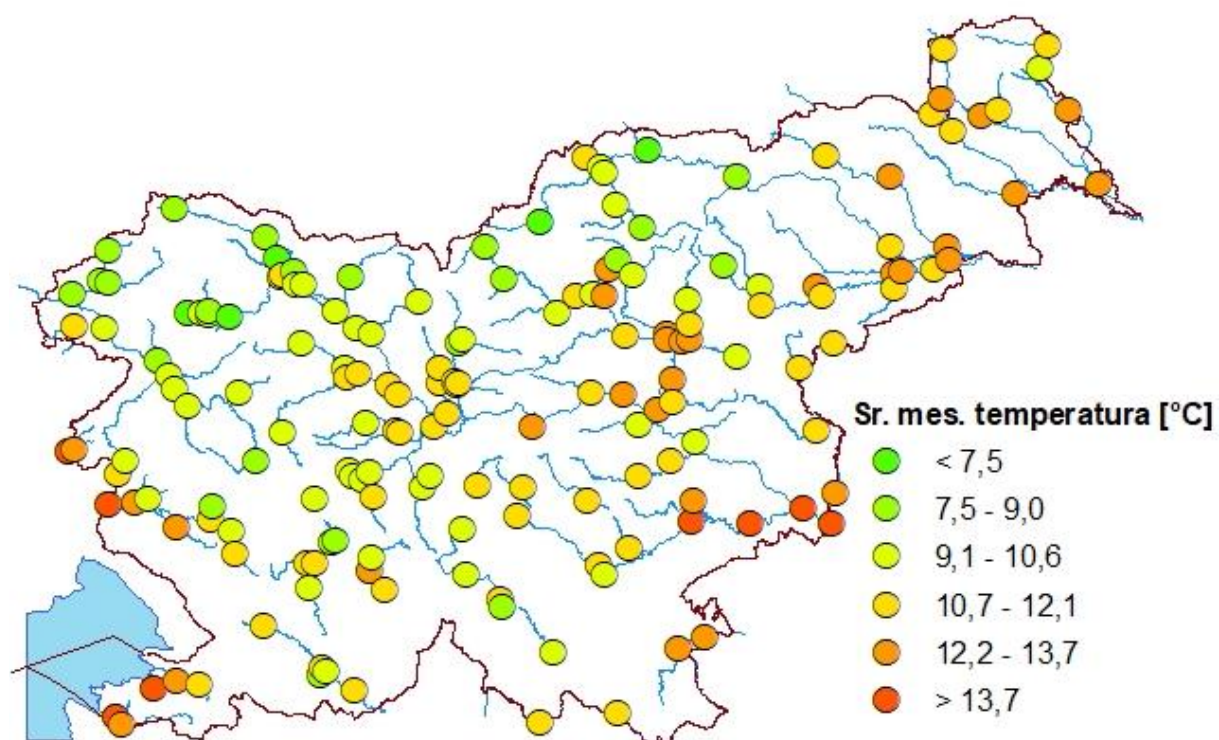 Sr. mes. temperatura [°C]
< 7,5
7,5 - 9,0
9,1 - 10,6
10,7 - 12,1
12,2 - 13,7
> 13,7